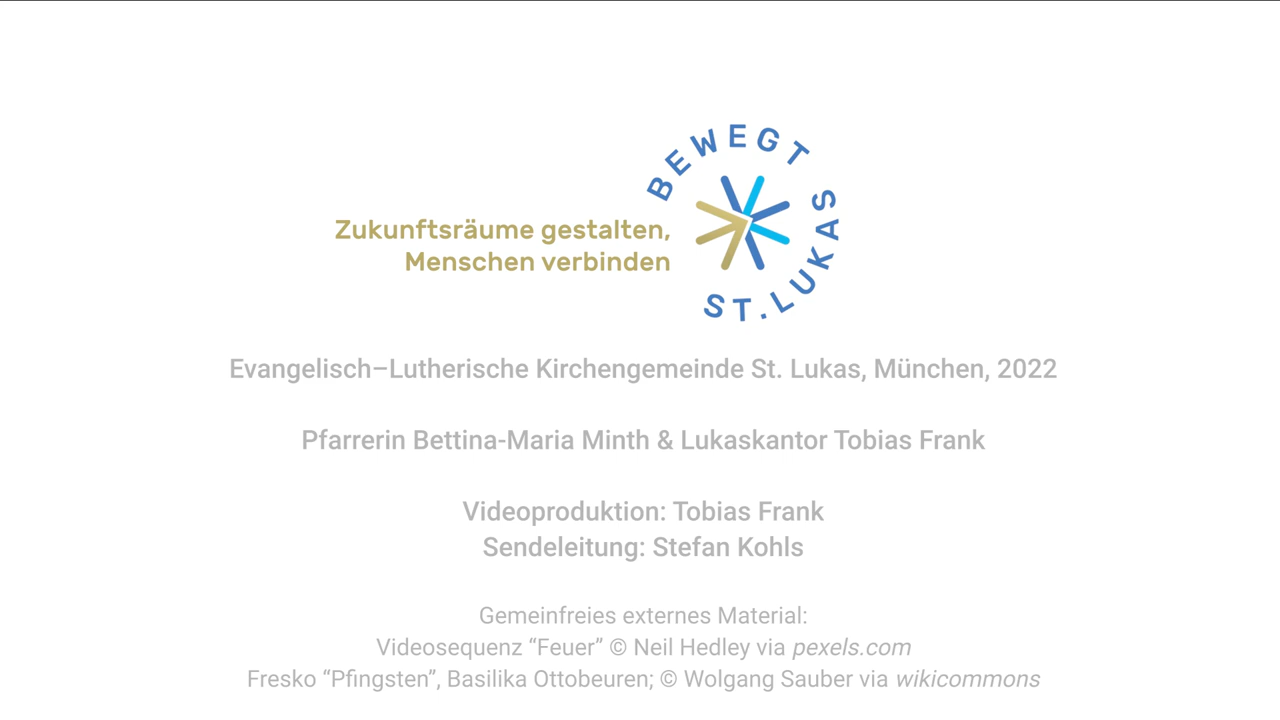 BEWEGT
ST. LUKAS
Zukunftsräume gestalten,
Menschen verbinden
Evangelisch–Lutherische Kirchengemeinde St. Lukas, München, 2022
Pfarrerin Bettina-Maria Minth & Lukaskantor Tobias Frank
Videoproduktion: Tobias Frank
Sendeleitung: Stefan Kohls
Gemeinfreies externes Material:
Videosequenz “Feuer” © Neil Hedley via pexels.com
Fresko “Pfingsten”, Basilika Ottobeuren; © Wolgang Sauber via wikicommons